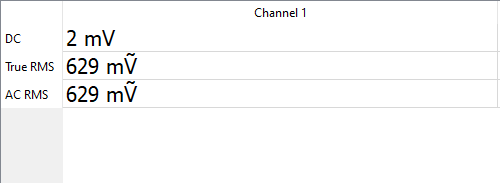 Channel 1
DC 2 mV
True RMS 629 mṼ
AC RMS 629 mṼ